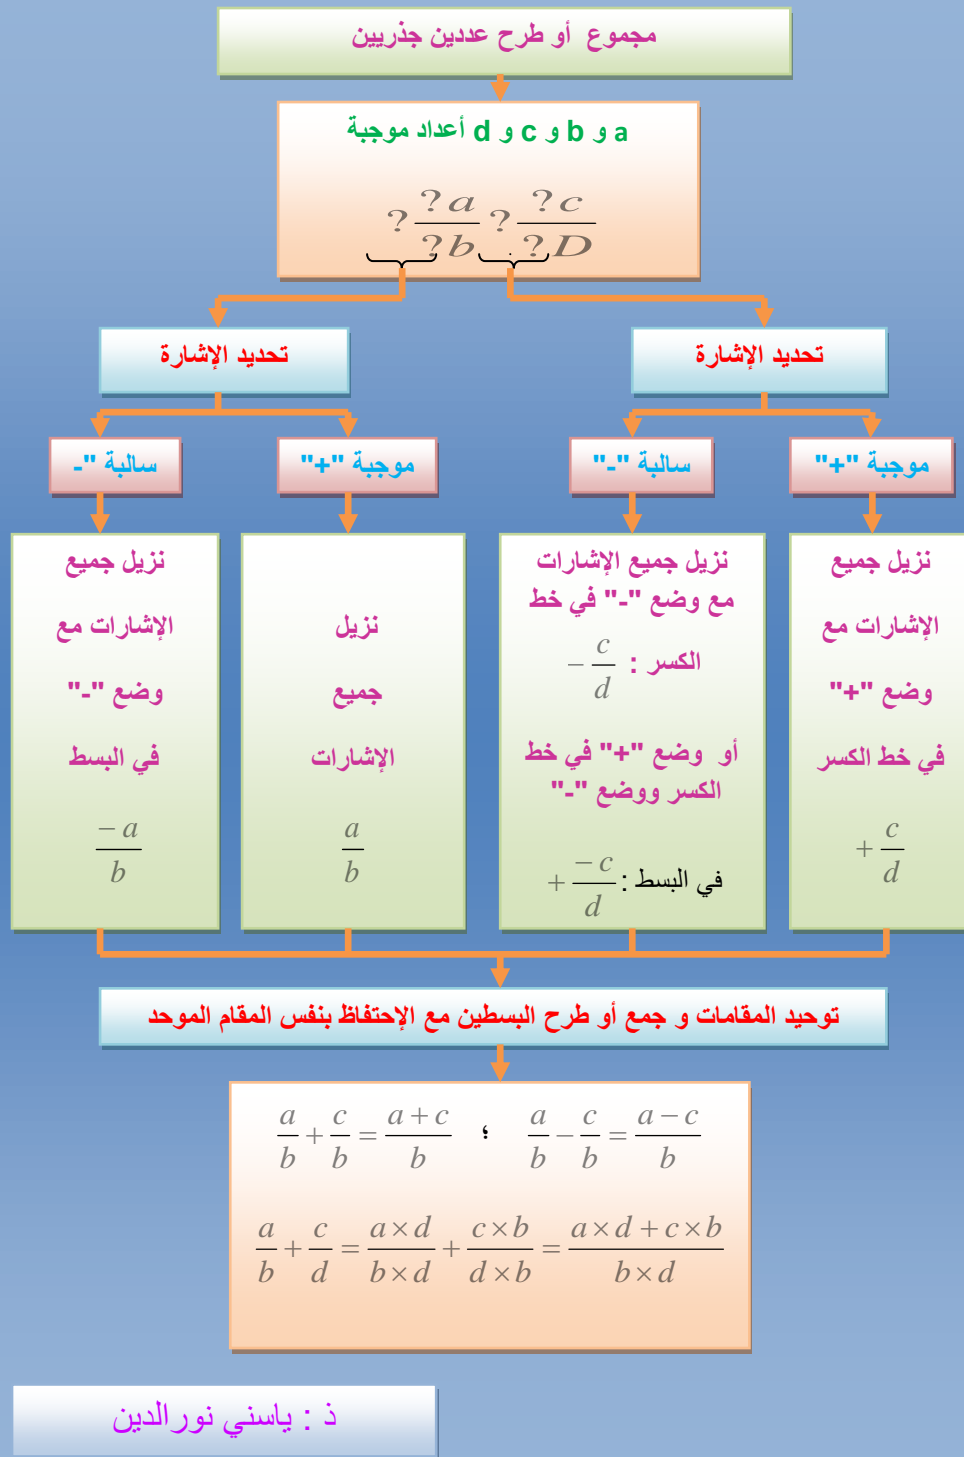 مجموع أو طرح عددين جذريين
a و b و c و d أعداد موجبة
? ?a/?b ? ?c/?D
تحديد الإشارة
تحديد الإشارة
موجبة "+"
سالبة "-"
موجبة "+"
سالبة "-
نزيل جميع
الإشارات مع
وضع "+"
في خط الكسر
+ c/d
نزيل جميع الإشارات
مع وضع "-" في خط
الكسر : - c/d
أو وضع "+" في خط
الكسر ووضع "-"
في البسط : + -c/d
نزيل
جميع
الإشارات
a/b
نزيل جميع
الإشارات مع
وضع "-"
في البسط
-a/b
توحيد المقامات و جمع أو طرح البسطين مع الإحتفاظ بنفس المقام الموحد
a/b + c/b = (a+c)/b ؛ a/b - c/b = (a-c)/b
a/b + c/d = (a×d)/(b×d) + (c×b)/(d×b) = (a×d+c×b)/(b×d)
ذ : ياسني نورالدين